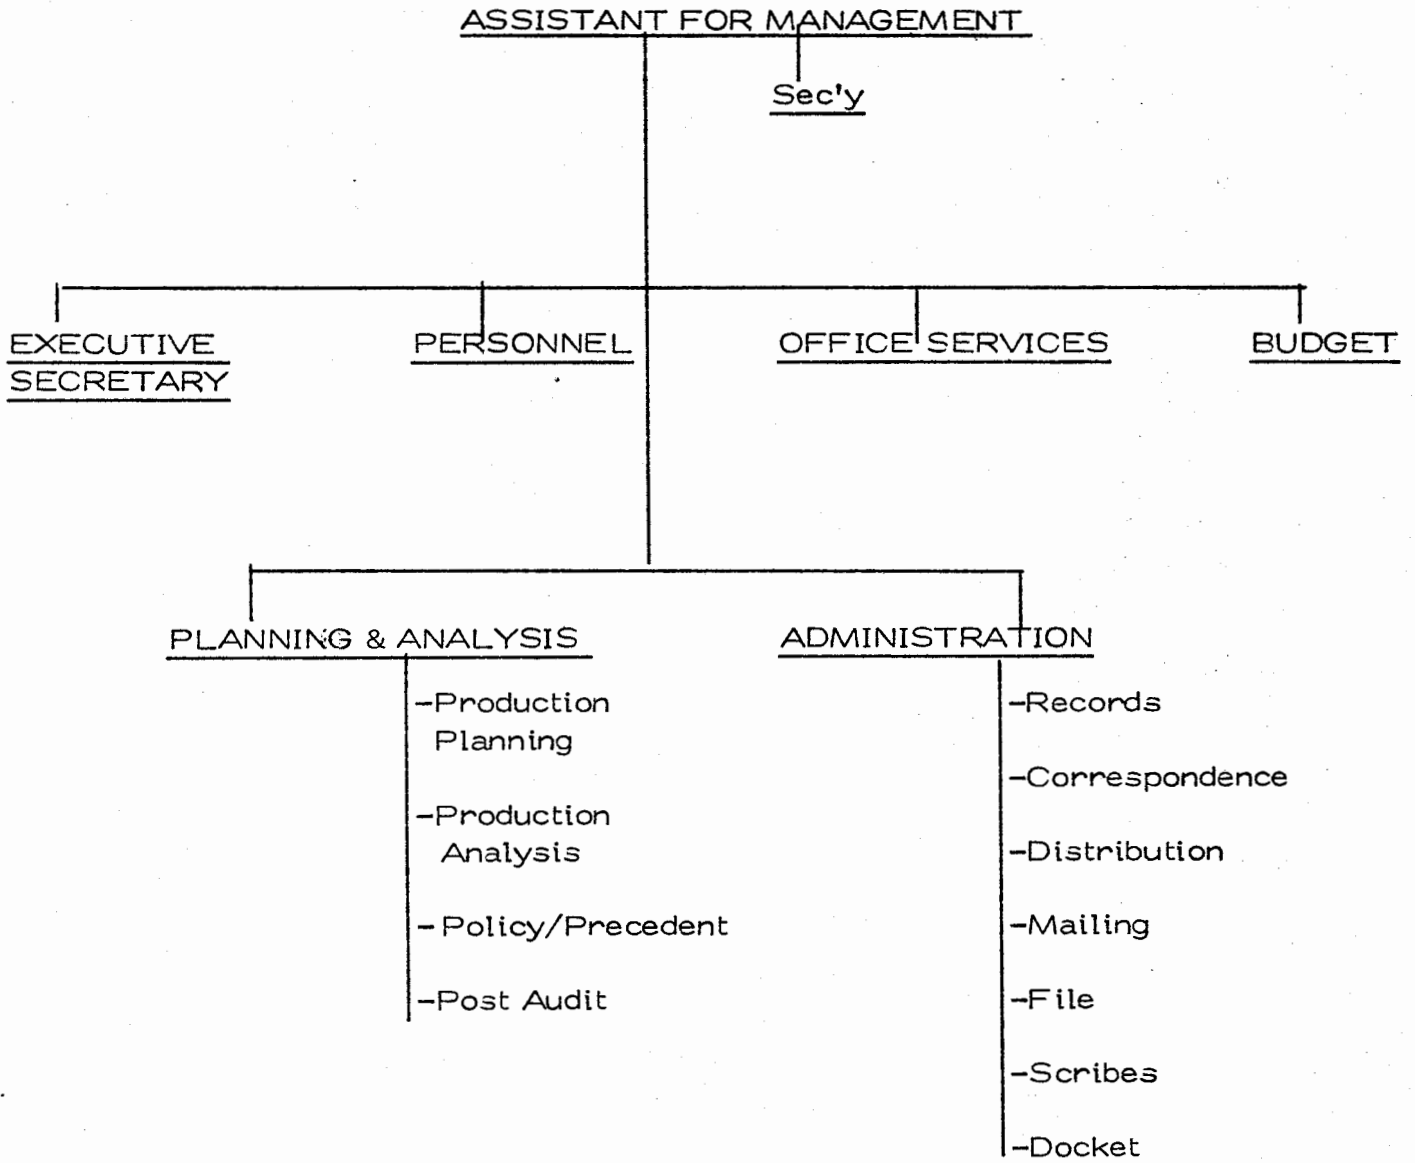 ASSISTANT FOR MANAGEMENT
Sec'y
EXECUTIVE
SECRETARY
PERSONNEL
OFFICE SERVICES
BUDGET
PLANNING & ANALYSIS
-Production
Planning
-Production
Analysis
-Policy/Precedent
-Post Audit
ADMINISTRATION
-Records
-Correspondence
-Distribution
-Mailing
-File
-Scribes
-Docket